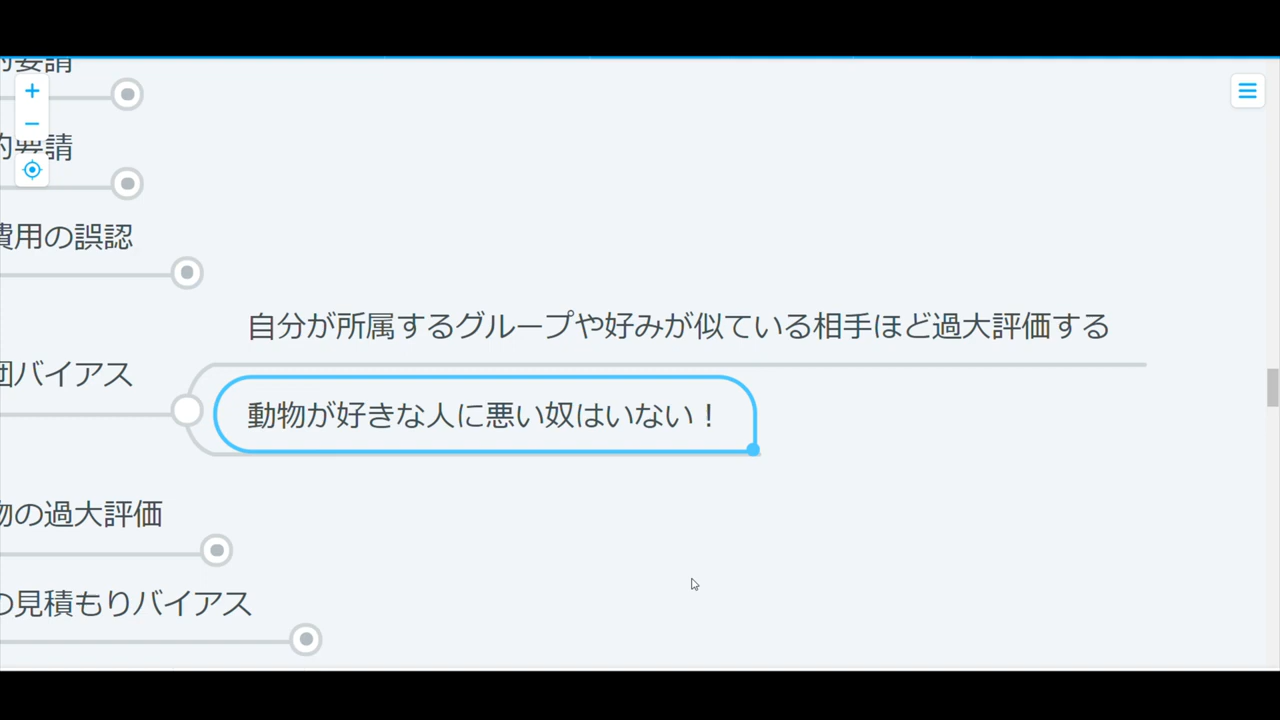 的要請
的要請
費用の誤認
自分が所属するグループや好みが似ている相手ほど過大評価する
団バイアス
動物が好きな人に悪い奴はいない！
物の過大評価
の見積もりバイアス